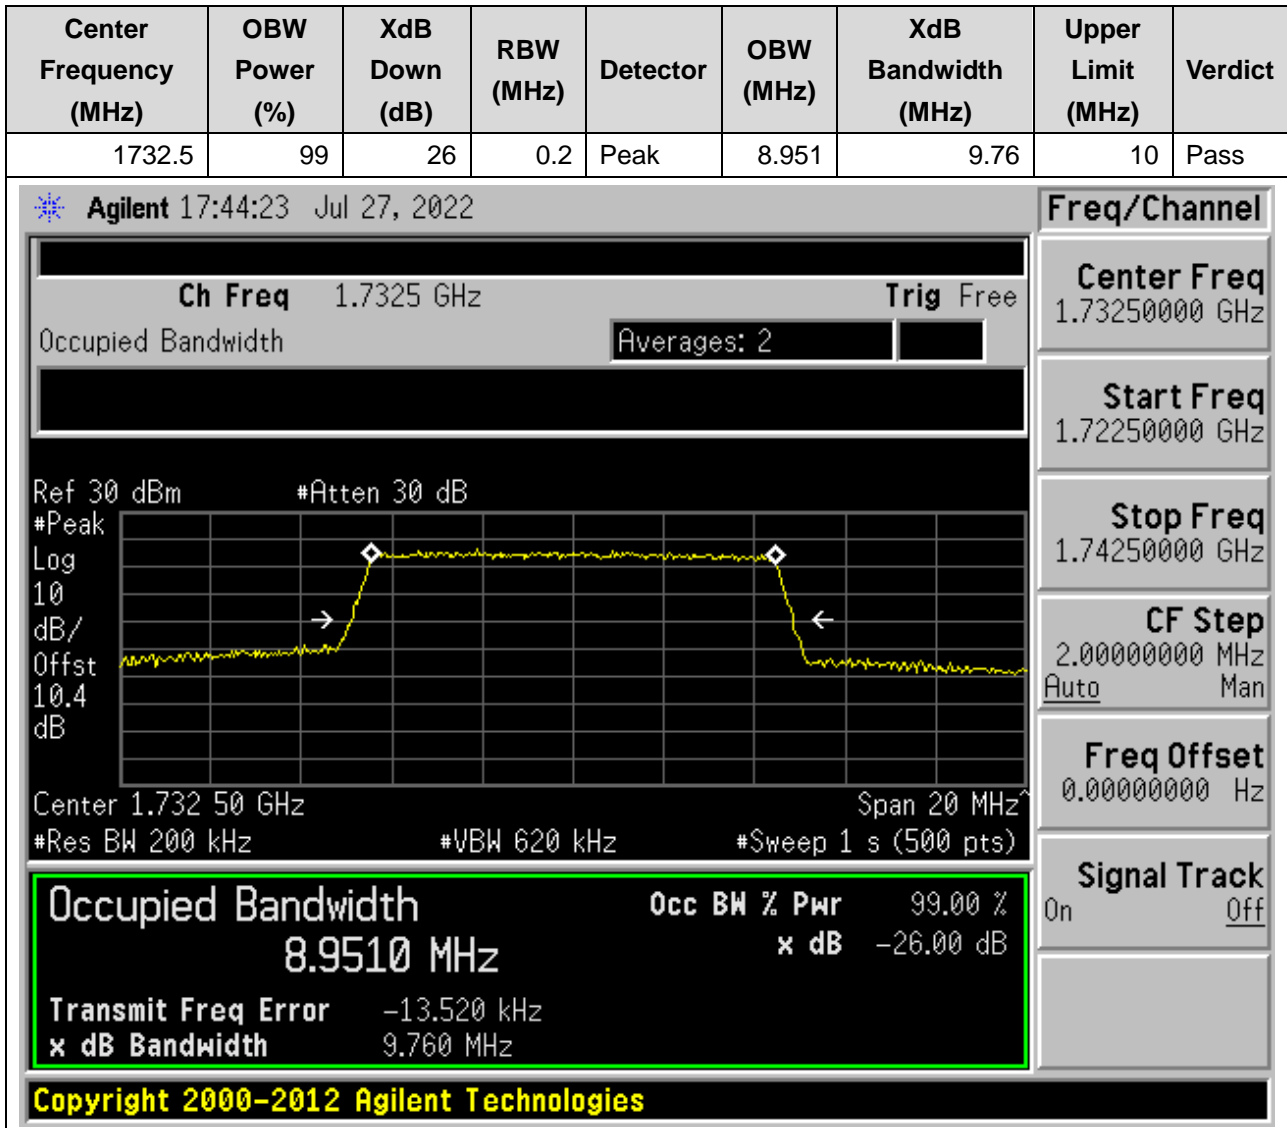 Center Frequency (MHz) OBW Power (%) XdB Down (dB) RBW (MHz) Detector OBW (MHz) XdB Bandwidth (MHz) Upper Limit (MHz) Verdict
1732.5 99 26 0.2 Peak 8.951 9.76 10 Pass
Agilent 17:44:23 Jul 27, 2022
Freq/Channel
Ch Freq 1.7325 GHz Trig Free
Occupied Bandwidth Averages: 2
Center Freq
1.73250000 GHz
Start Freq
1.72250000 GHz
Stop Freq
1.74250000 GHz
CF Step
2.00000000 MHz
Auto Man
Freq Offset
0.00000000 Hz
Signal Track
On Off
Ref 30 dBm #Atten 30 dB
#Peak
Log
10
dB/
Offst
10.4
dB
Center 1.732 50 GHz Span 20 MHz^
#Res BW 200 kHz #VBW 620 kHz #Sweep 1 s (500 pts)
Occupied Bandwidth Occ BW % Pwr 99.00 %
8.9510 MHz x dB -26.00 dB
Transmit Freq Error -13.520 kHz
x dB Bandwidth 9.760 MHz
Copyright 2000-2012 Agilent Technologies